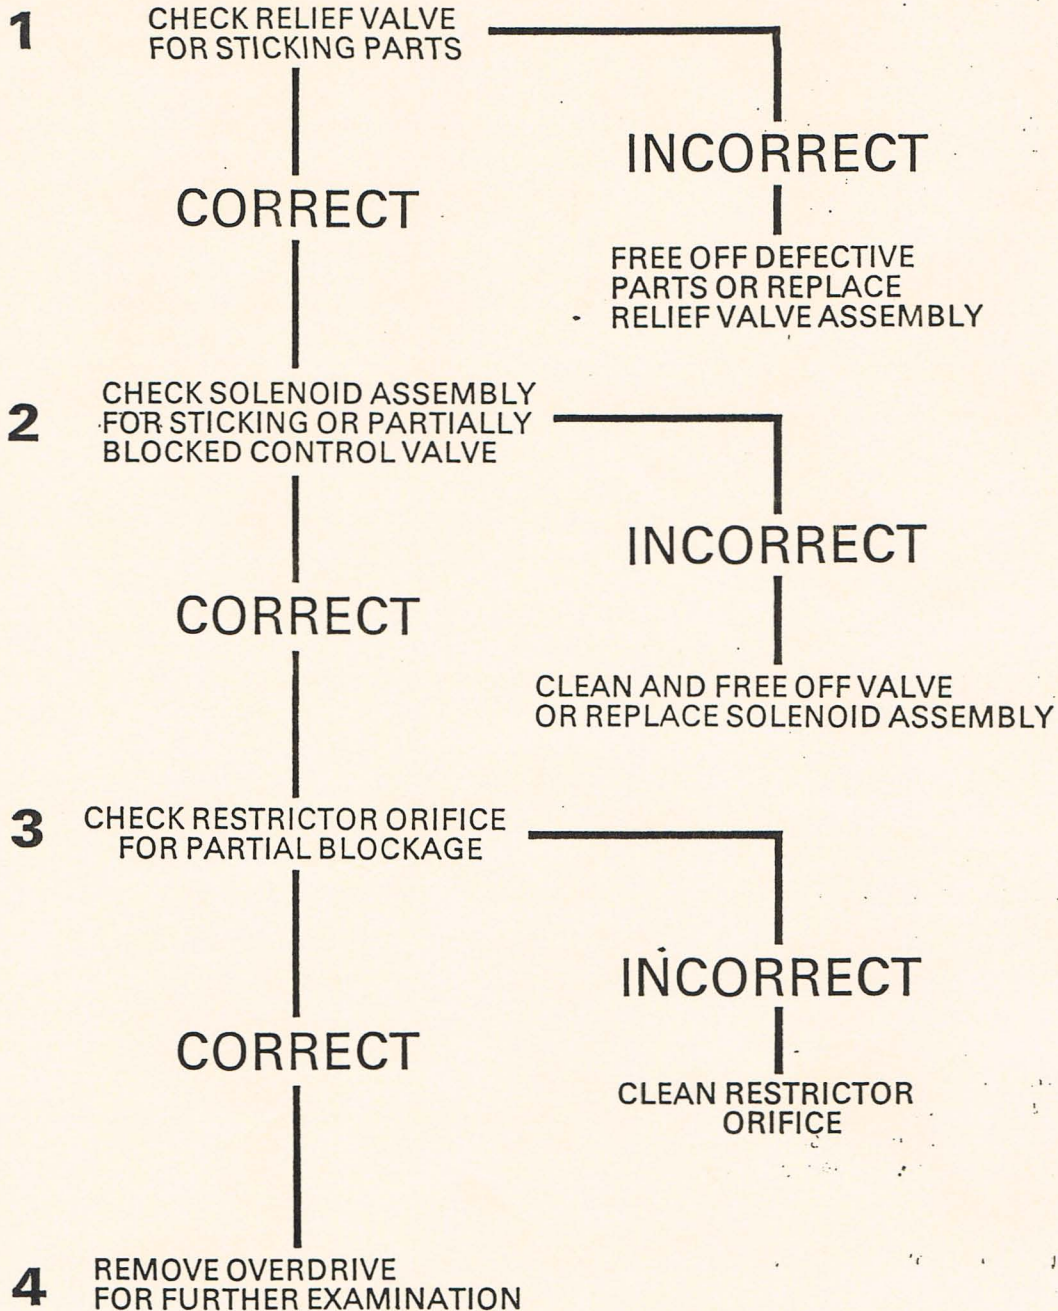 1
CHECK RELIEF VALVE
FOR STICKING PARTS
INCORRECT
CORRECT
FREE OFF DEFECTIVE
PARTS OR REPLACE
RELIEF VALVE ASSEMBLY
2
CHECK SOLENOID ASSEMBLY
FOR STICKING OR PARTIALLY
BLOCKED CONTROL VALVE
INCORRECT
CORRECT
CLEAN AND FREE OFF VALVE
OR REPLACE SOLENOID ASSEMBLY
3
CHECK RESTRICTOR ORIFICE
FOR PARTIAL BLOCKAGE
INCORRECT
CORRECT
CLEAN RESTRICTOR
ORIFICE
4
REMOVE OVERDRIVE
FOR FURTHER EXAMINATION